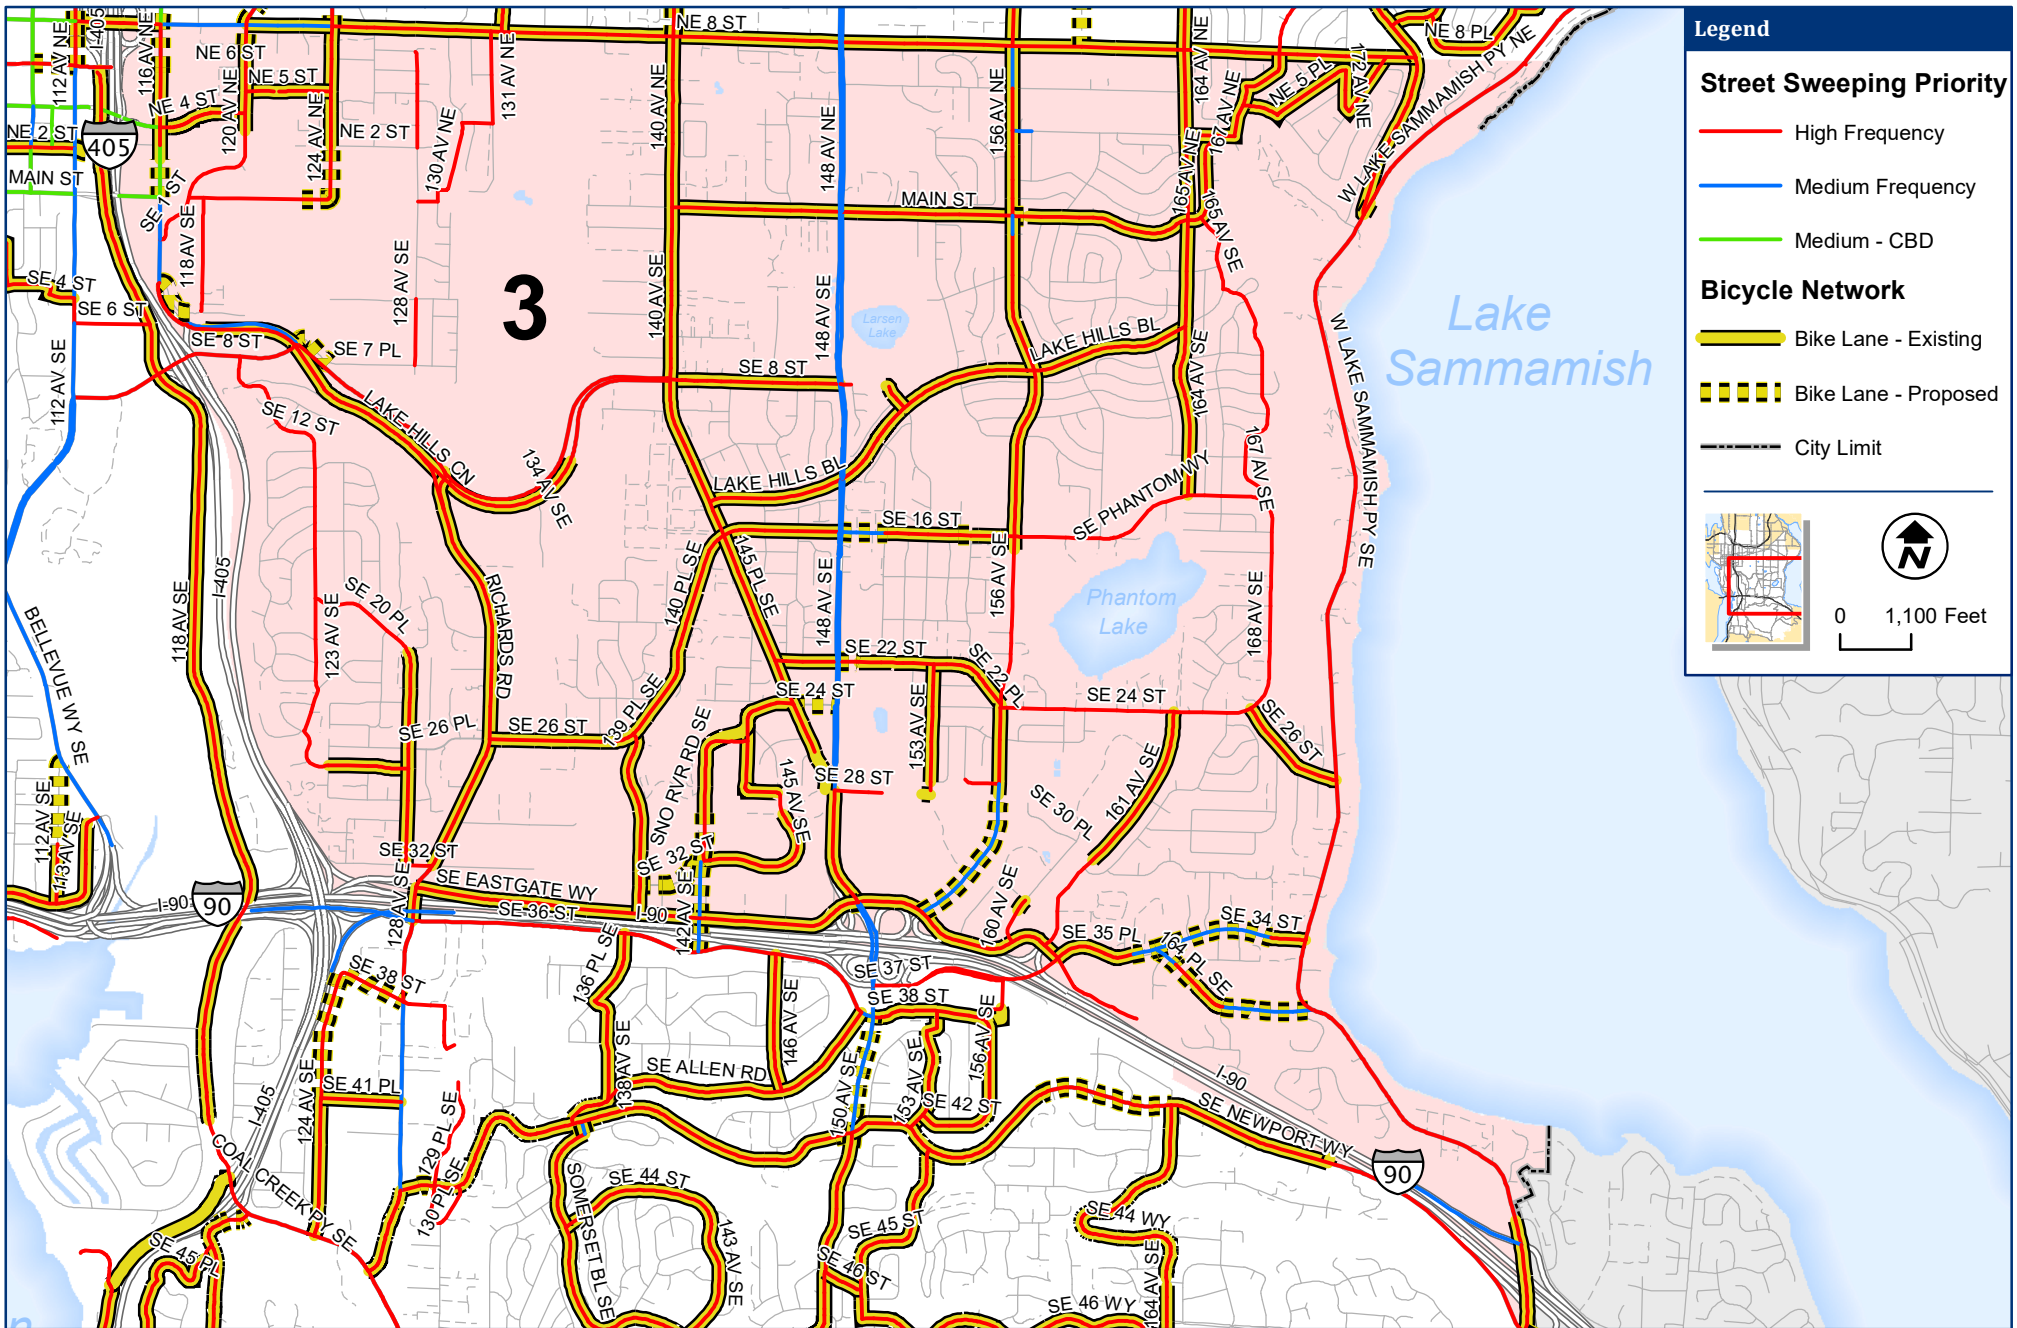 Legend
Street Sweeping Priority
High Frequency
Medium Frequency
Medium - CBD
Bicycle Network
Bike Lane - Existing
Bike Lane - Proposed
City Limit
N
0 1,100 Feet
3
Lake
Sammamish
Larsen
Lake
Phantom
Lake
405
90
90
I-405
112 AV NE
116 AV NE
NE 6 ST
NE 5 ST
NE 4 ST
120 AV NE
124 AV NE
NE 2 ST
NE 2 ST
MAIN ST
130 AV NE
131 AV NE
140 AV NE
NE 8 ST
148 AV NE
156 AV NE
164 AV NE
167 AV NE
NE 5 PL
172 AV NE
NE 8 PL
W LAKE SAMMAMISH PY NE
165 AV NE
165 AV SE
MAIN ST
SE 1 ST
118 AV SE
SE 4 ST
SE 6 ST
SE 8 ST
SE 7 PL
128 AV SE
140 AV SE
148 AV SE
SE 8 ST
LAKE HILLS BL
164 AV SE
112 AV SE
SE 12 ST
LAKE HILLS CN
134 AV SE
LAKE HILLS BL
SE 16 ST
SE PHANTOM WY
167 AV SE
W LAKE SAMMAMISH PY SE
I-405
118 AV SE
123 AV SE
SE 20 PL
RICHARDS RD
140 PL SE
145 PL SE
148 AV SE
156 AV SE
168 AV SE
BELLEVUE WY SE
SE 22 ST
SE 22 PL
SE 24 ST
SE 24 ST
SE 26 ST
SE 26 PL
SE 26 ST
139 PL SE
SNO RVR RD SE
153 AV SE
145 AV SE
SE 28 ST
SE 30 PL
161 AV SE
112 AV SE
113 AV SE
SE 32 ST
SE 32 ST
SE EASTGATE WY
SE 36 ST
I-90
I-90
128 AV SE
142 AV SE
160 AV SE
SE 35 PL
SE 34 ST
164 PL SE
136 PL SE
SE 37 ST
SE 38 ST
SE 38 ST
146 AV SE
156 AV SE
138 AV SE
SE ALLEN RD
150 AV SE
153 AV SE
SE 42 ST
I-90
SE NEWPORT WY
I-405
124 AV SE
SE 41 PL
129 PL SE
130 PL SE
COAL CREEK PY SE
SE 45 PL
SOMERSET BL SE
SE 44 ST
143 AV SE
SE 45 ST
SE 46 ST
SE 44 WY
164 AV SE
SE 46 WY